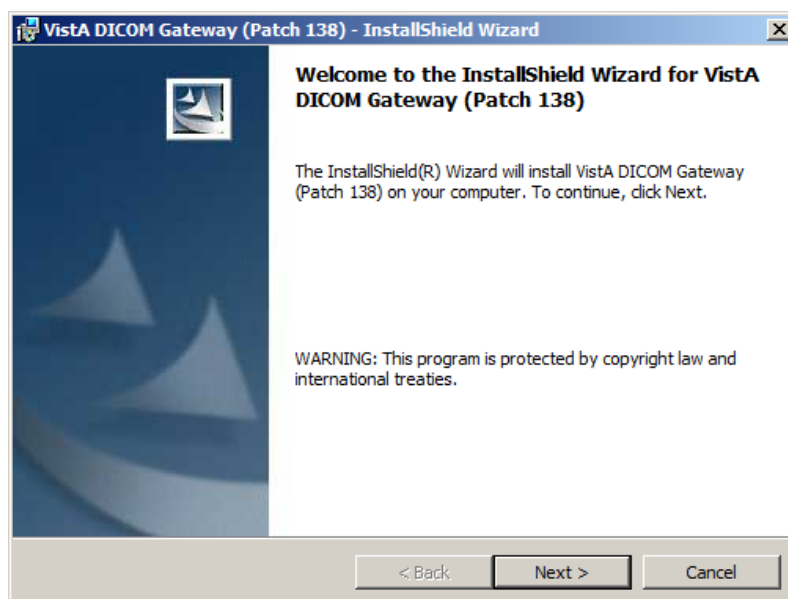 VistA DICOM Gateway (Patch 138) - InstallShield Wizard
Welcome to the InstallShield Wizard for VistA
DICOM Gateway (Patch 138)
The InstallShield(R) Wizard will install VistA DICOM Gateway
(Patch 138) on your computer. To continue, click Next.
WARNING: This program is protected by copyright law and
international treaties.
< Back
Next >
Cancel